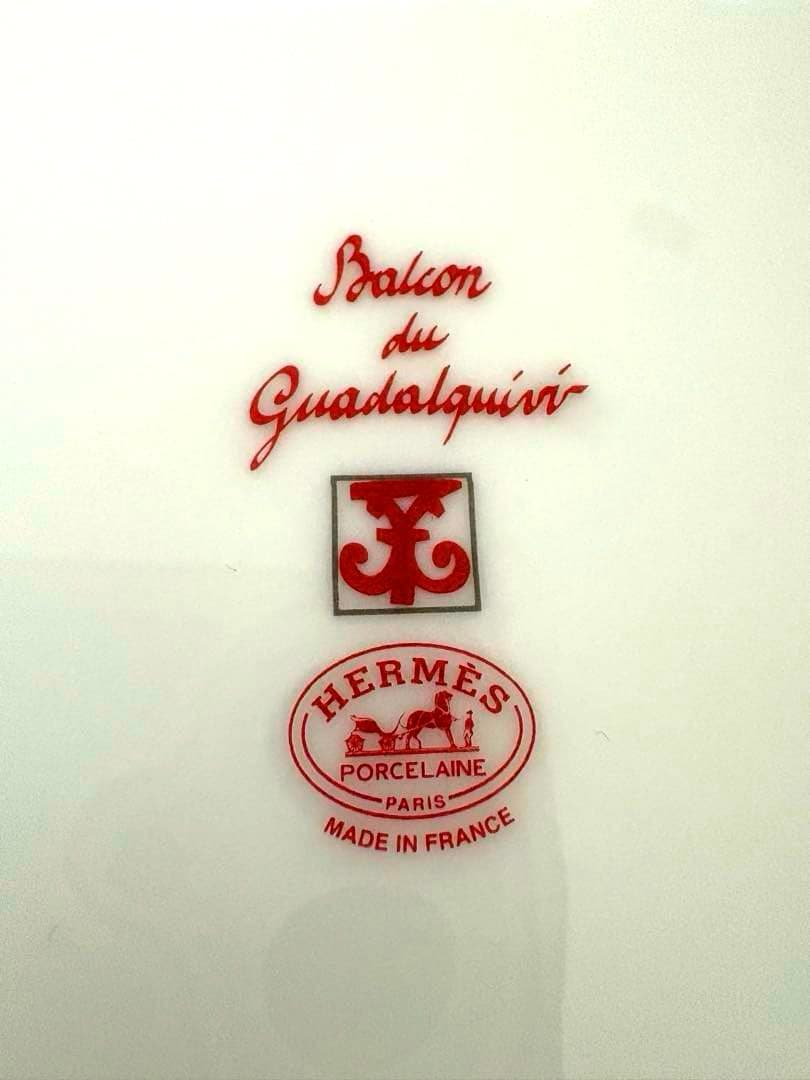 Balcon
du
Guadalquivir
HERMÈS
PORCELAINE
PARIS
MADE IN FRANCE